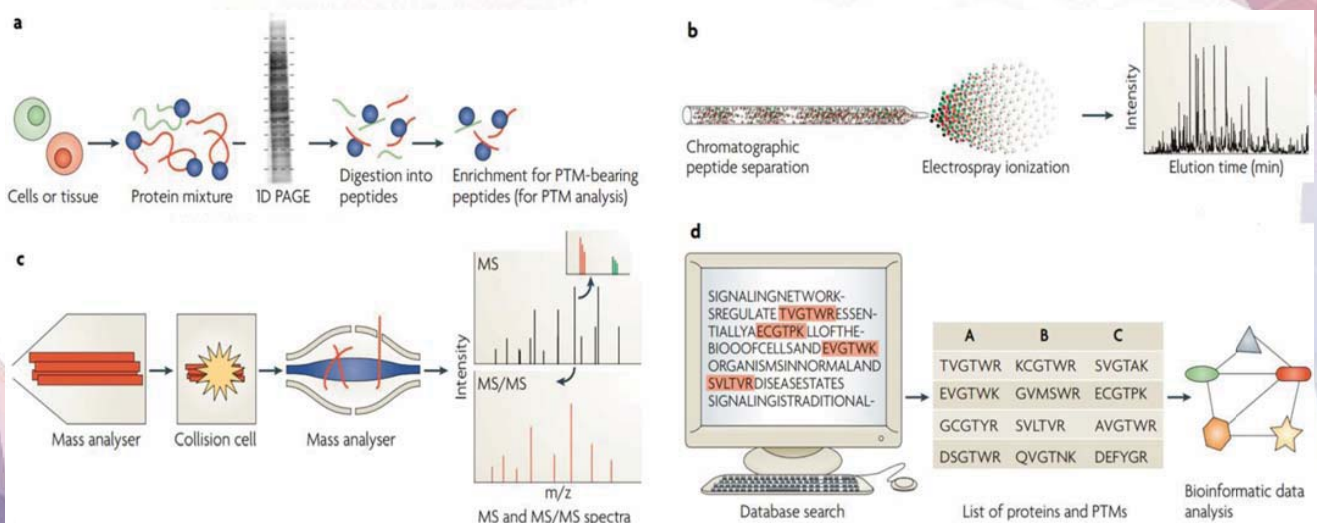 a
Cells or tissue
Protein mixture
1D PAGE
Digestion into
peptides
Enrichment for PTM-bearing
peptides (for PTM analysis)
b
Chromatographic
peptide separation
Electrospray ionization
Intensity
Elution time (min)
c
Mass analyser
Collision cell
Mass analyser
Intensity
MS
MS/MS
m/z
MS and MS/MS spectra
d
SIGNALINGNETWORK-
SREGULATE TVGTWRESSEN-
TIALLYA ECGTPK LLOFTHE-
BIOOOFCELLSAND EVGTWK
ORGANISMSINNORMALAND
SVLTVR DISEASESTATES
SIGNALINGISTRADITIONAL-
Database search
A B C
TVGTWR KCGTWR SVGTAK
EVGTWK GVMSWR ECGTPK
GCGTYR SVLTVR AVGTWR
DSGTWR QVGTNK DEFYGR
List of proteins and PTMs
Bioinformatic data
analysis